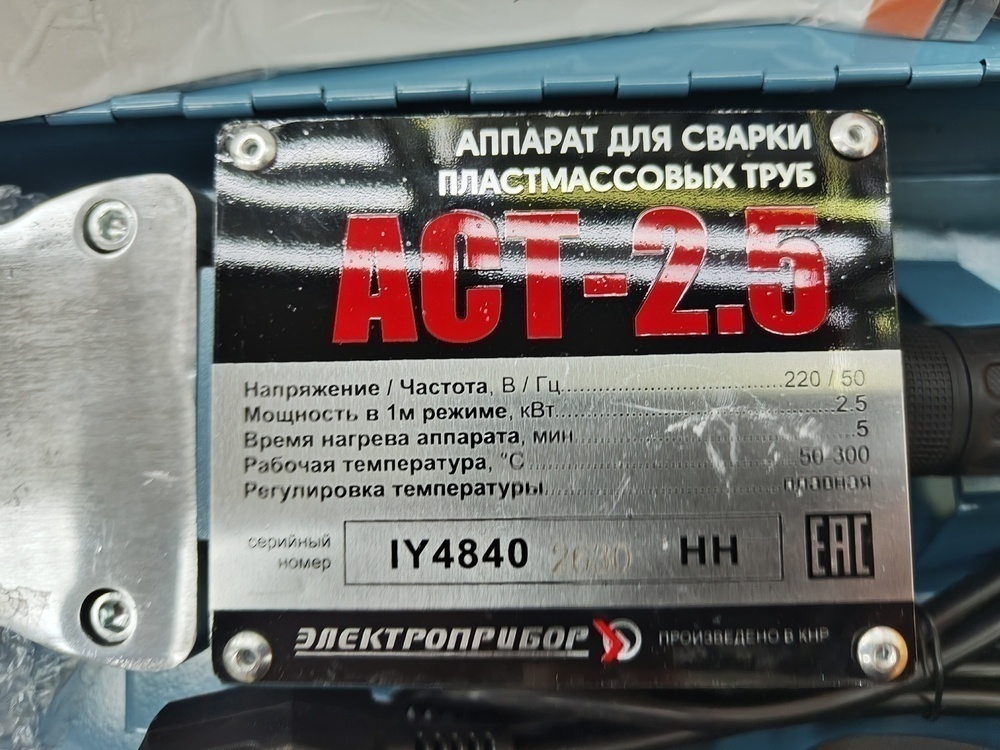 АППАРАТ ДЛЯ СВАРКИ
ПЛАСТМАССОВЫХ ТРУБ
АСТ-2.5
Напряжение / Частота, В / Гц 220 / 50
Мощность в 1м режиме, кВт 2.5
Время нагрева аппарата, мин 5
Рабочая температура, °С 50-300
Регулировка температуры плавная
серийный
номер
IY4840 2630 НН
ЕАС
ЭЛЕКТРОПРИБОР ПРОИЗВЕДЕНО В КНР